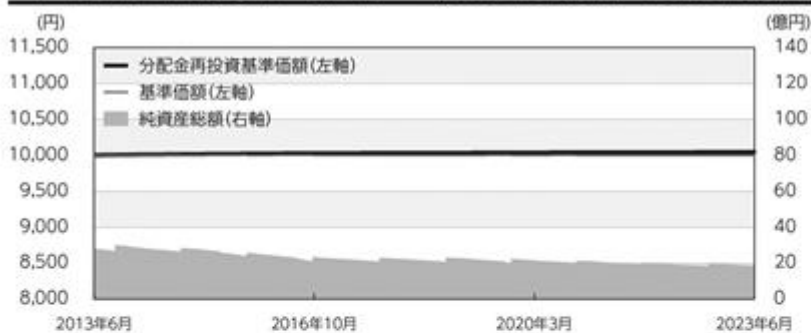 (円)
(億円)
11,500
140
分配金再投資基準価額(左軸)
11,000
120
基準価額(左軸)
10,500
100
純資産総額(右軸)
10,000
80
9,500
60
9,000
40
8,500
20
8,000
0
2013年6月
2016年10月
2020年3月
2023年6月